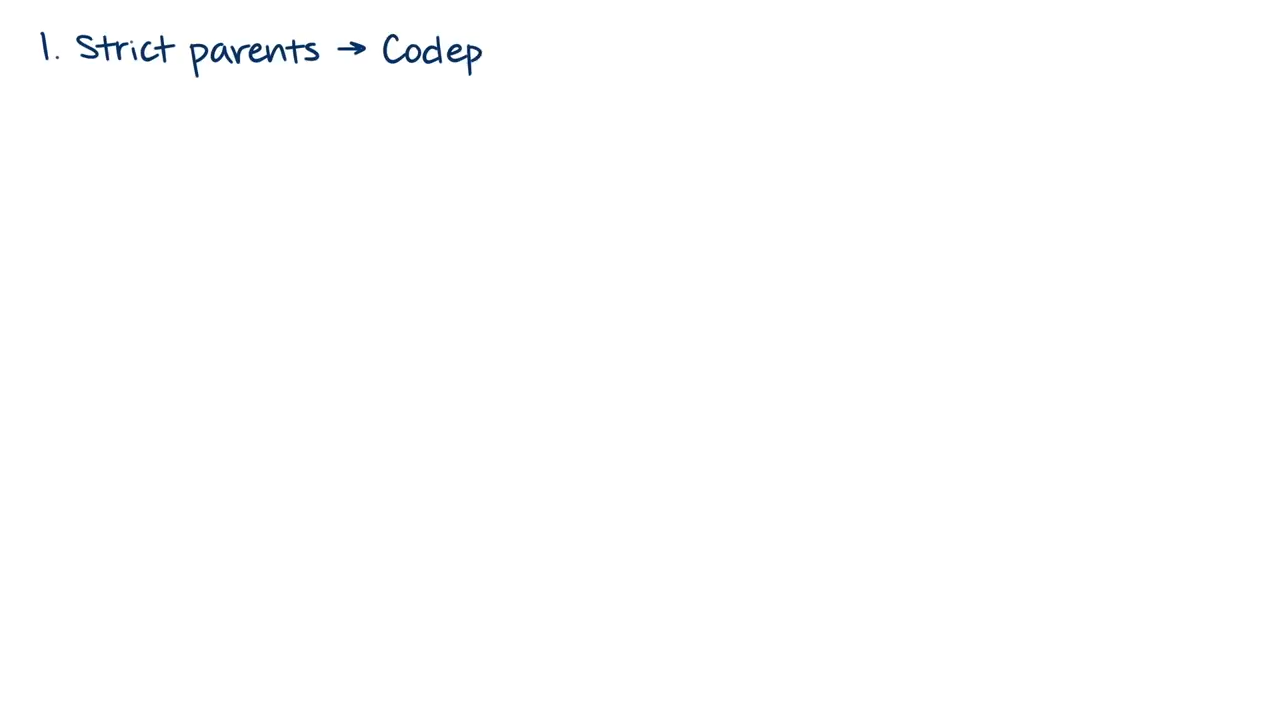 1. Strict parents → Codep